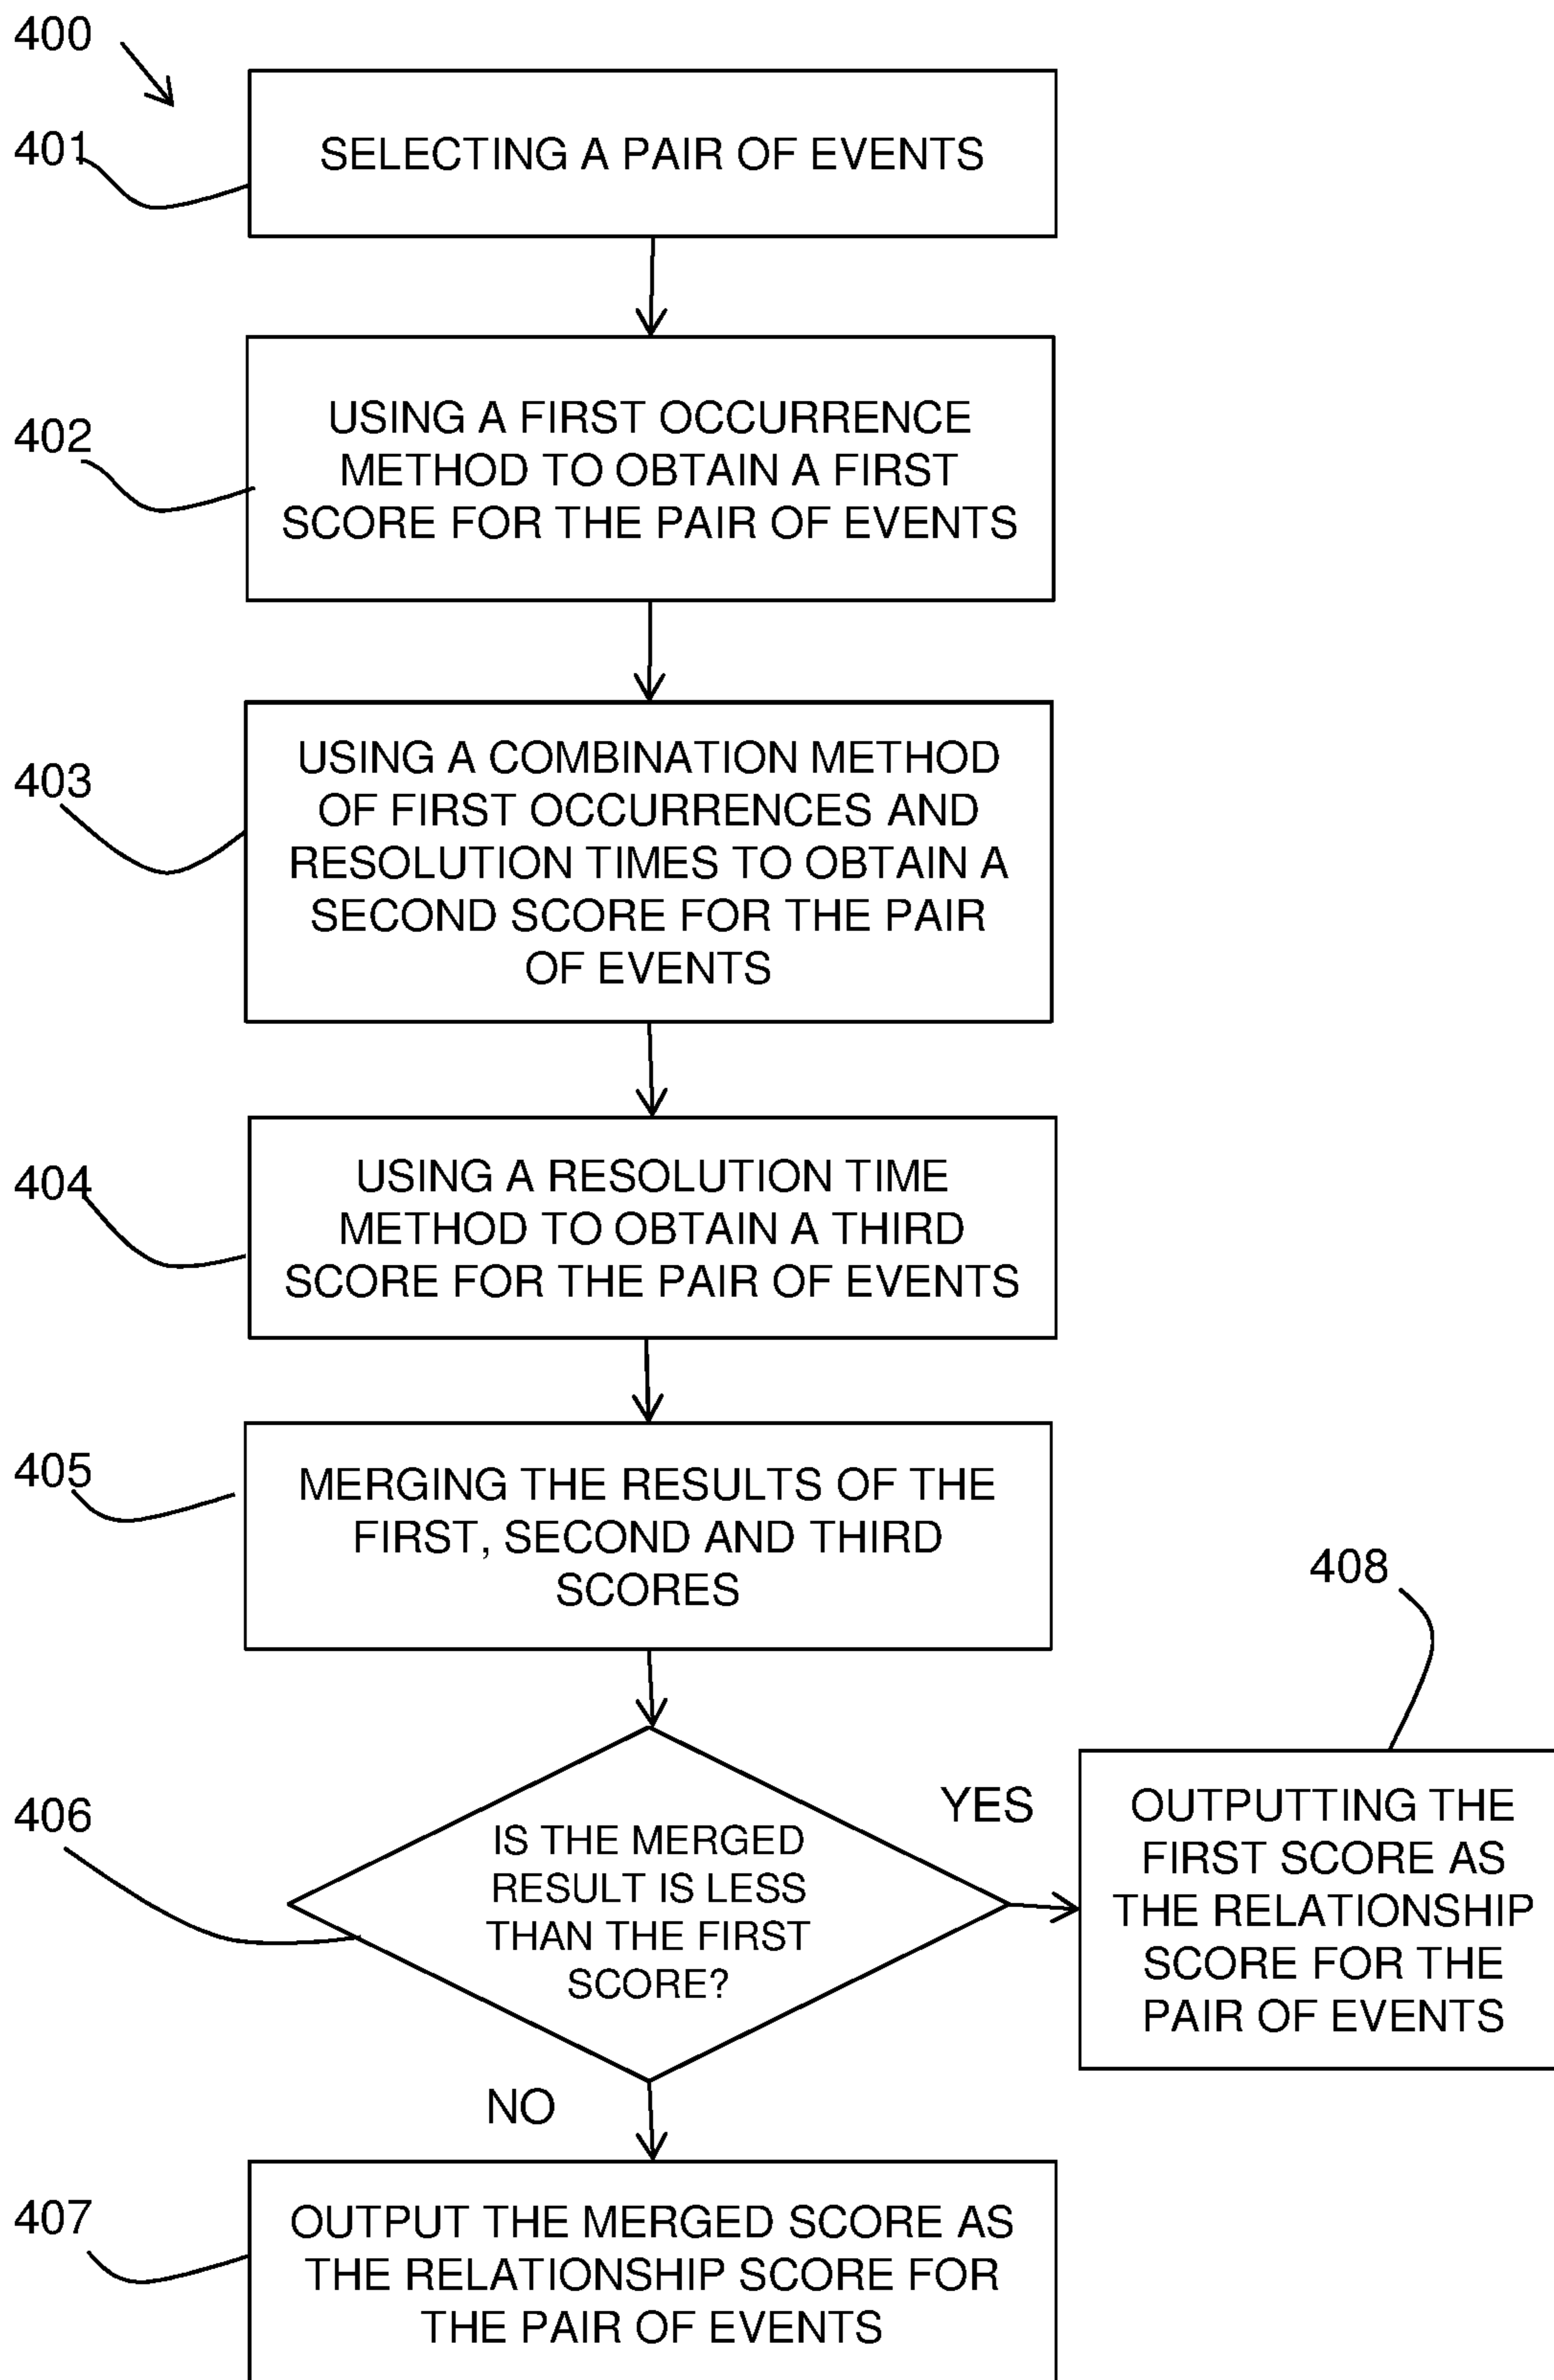 400
401
SELECTING A PAIR OF EVENTS
402
USING A FIRST OCCURRENCE
METHOD TO OBTAIN A FIRST
SCORE FOR THE PAIR OF EVENTS
403
USING A COMBINATION METHOD
OF FIRST OCCURRENCES AND
RESOLUTION TIMES TO OBTAIN A
SECOND SCORE FOR THE PAIR
OF EVENTS
404
USING A RESOLUTION TIME
METHOD TO OBTAIN A THIRD
SCORE FOR THE PAIR OF EVENTS
405
MERGING THE RESULTS OF THE
FIRST, SECOND AND THIRD
SCORES
406
IS THE MERGED
RESULT IS LESS
THAN THE FIRST
SCORE?
YES
408
OUTPUTTING THE
FIRST SCORE AS
THE RELATIONSHIP
SCORE FOR THE
PAIR OF EVENTS
NO
407
OUTPUT THE MERGED SCORE AS
THE RELATIONSHIP SCORE FOR
THE PAIR OF EVENTS